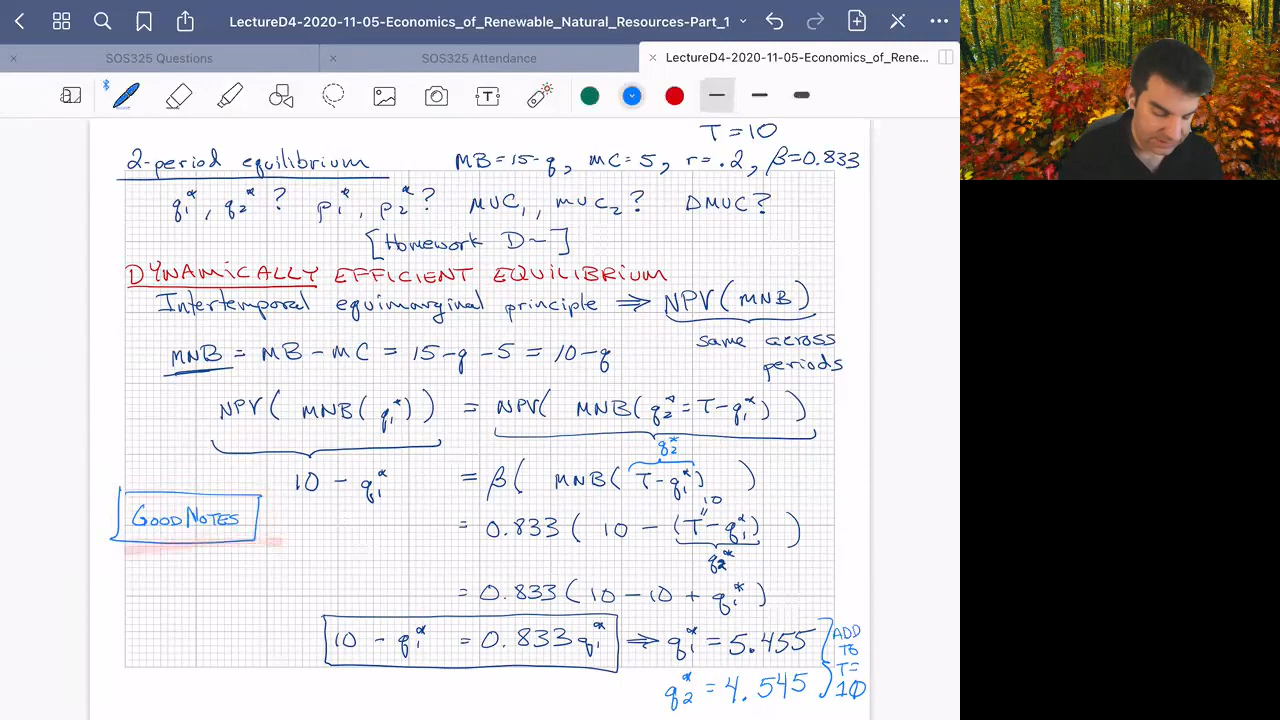 LectureD4-2020-11-05-Economics_of_Renewable_Natural_Resources-Part_1
SOS325 Questions
SOS325 Attendance
LectureD4-2020-11-05-Economics_of_Rene...
T = 10
2-period equilibrium MB = 15-q, MC = 5, r = .2, β = 0.833
q₁*, q₂*? p₁*, p₂*? MUC₁, MUC₂? ΔMUC?
[Homework D~]
DYNAMICALLY EFFICIENT EQUILIBRIUM
Intertemporal equimarginal principle ⇒ NPV(MNB)
same across
periods
MNB = MB - MC = 15-q-5 = 10-q
NPV( MNB(q₁*)) = NPV( MNB(q₂* = T-q₁*) )
q₂*
10 - q₁* = β( MNB(T-q₁*) )
10
"
= 0.833( 10 - (T-q₁*) )
q₂*
GOODNOTES
= 0.833(10-10+q₁*)
10 - q₁* = 0.833q₁* ⇒ q₁* = 5.455
q₂* = 4.545
ADD
TO
T=
10